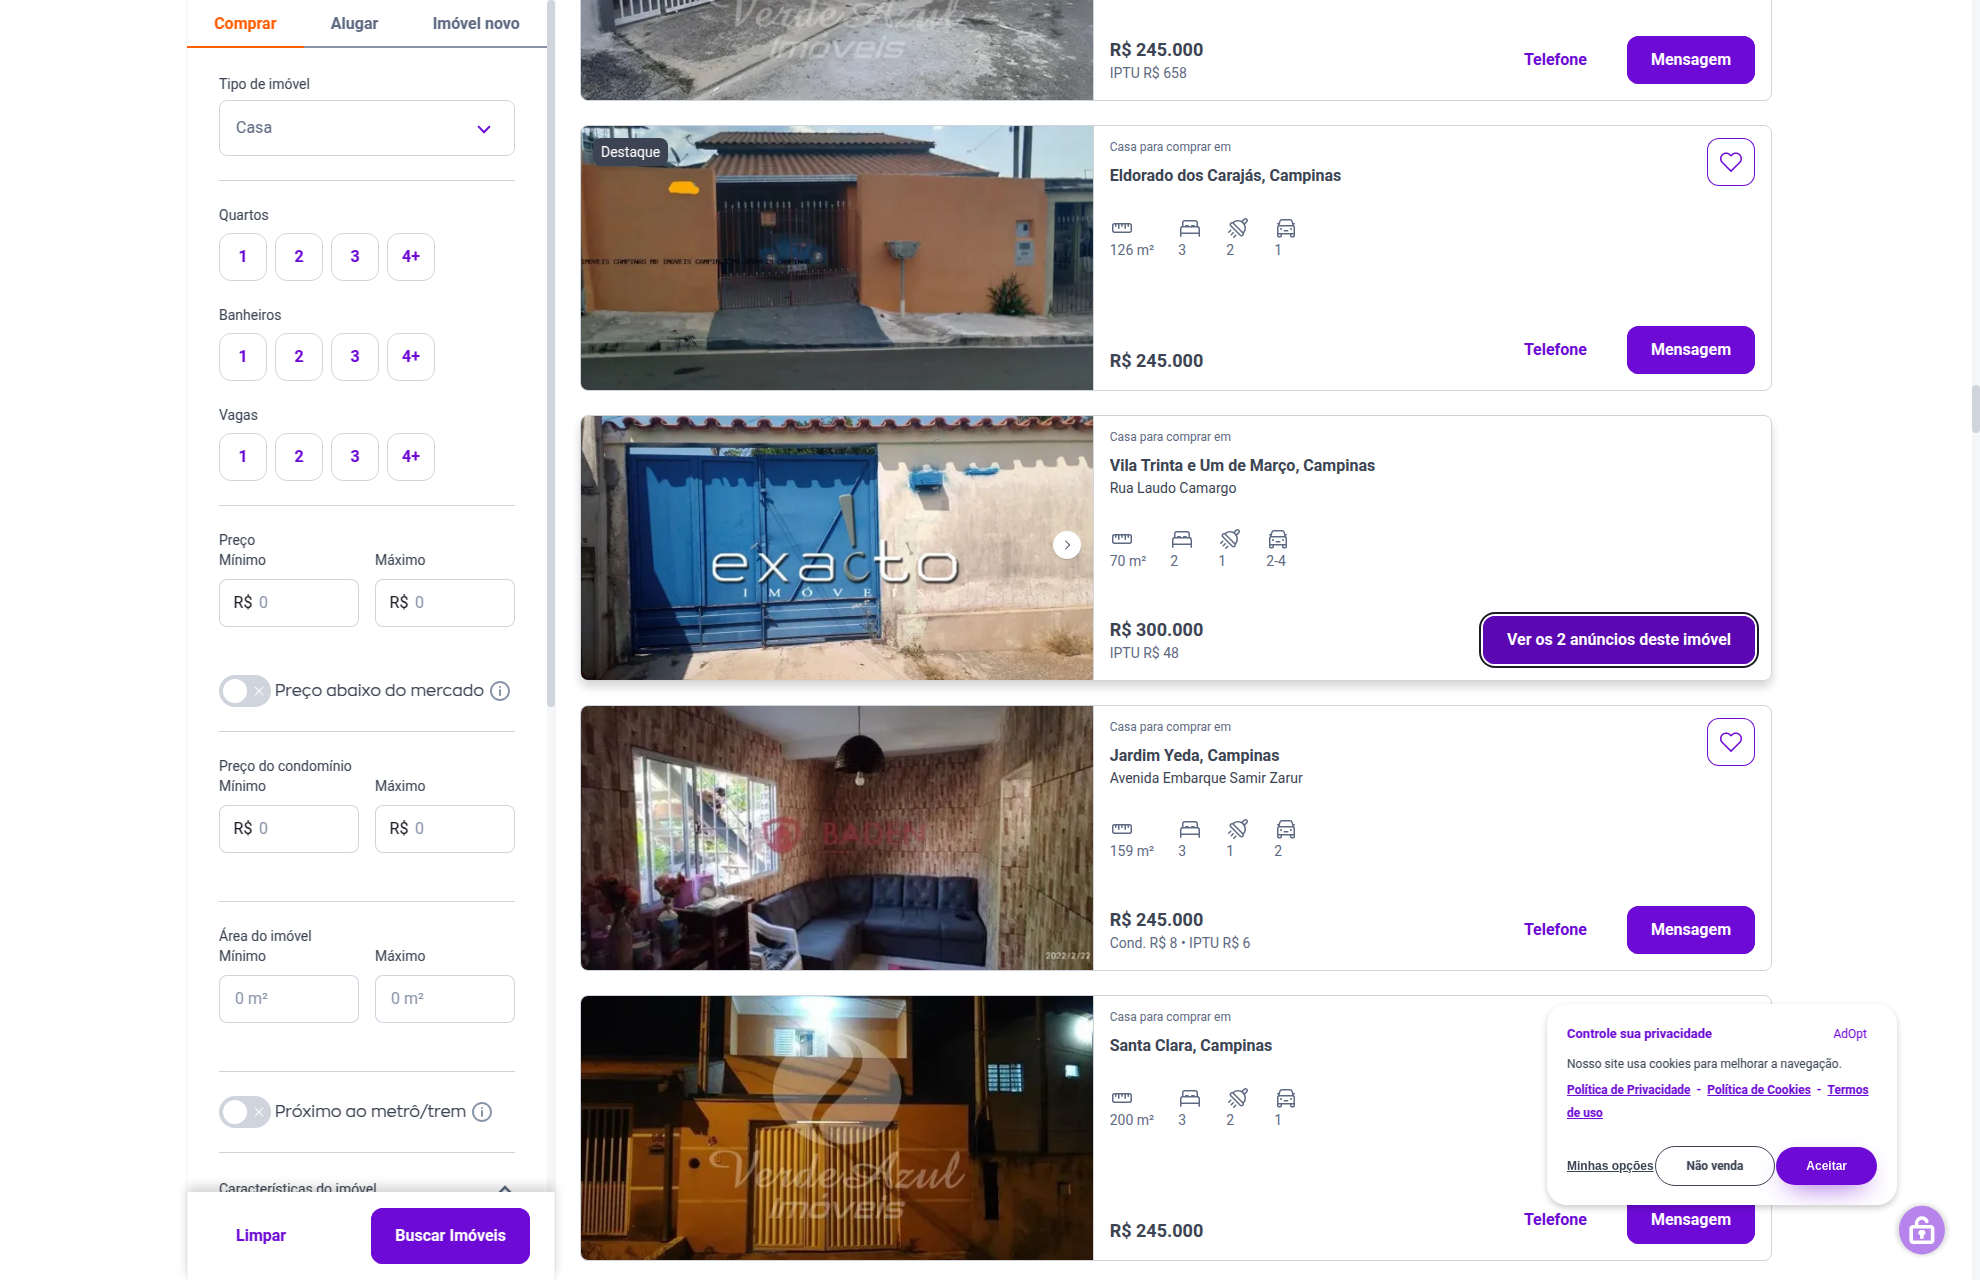 Comprar Alugar Imóvel novo
Tipo de imóvel
Casa
Quartos
1 2 3 4+
Banheiros
1 2 3 4+
Vagas
1 2 3 4+
Preço
Mínimo Máximo
R$ 0 R$ 0
Preço abaixo do mercado
Preço do condomínio
Mínimo Máximo
R$ 0 R$ 0
Área do imóvel
Mínimo Máximo
0 m² 0 m²
Próximo ao metrô/trem
Características do imóvel
Limpar Buscar Imóveis
VerdeAzul
Imóveis
R$ 245.000
IPTU R$ 658
Telefone Mensagem
Destaque
Casa para comprar em
Eldorado dos Carajás, Campinas
126 m² 3 2 1
R$ 245.000
Telefone Mensagem
exacto
IMÓVEIS
Casa para comprar em
Vila Trinta e Um de Março, Campinas
Rua Laudo Camargo
70 m² 2 1 2-4
R$ 300.000
IPTU R$ 48
Ver os 2 anúncios deste imóvel
BADEN
2022/2/22
Casa para comprar em
Jardim Yeda, Campinas
Avenida Embarque Samir Zarur
159 m² 3 1 2
R$ 245.000
Cond. R$ 8 • IPTU R$ 6
Telefone Mensagem
VerdeAzul
Imóveis
Casa para comprar em
Santa Clara, Campinas
200 m² 3 2 1
R$ 245.000
Telefone Mensagem
Controle sua privacidade AdOpt
Nosso site usa cookies para melhorar a navegação.
Política de Privacidade - Política de Cookies - Termos
de uso
Minhas opções Não venda Aceitar